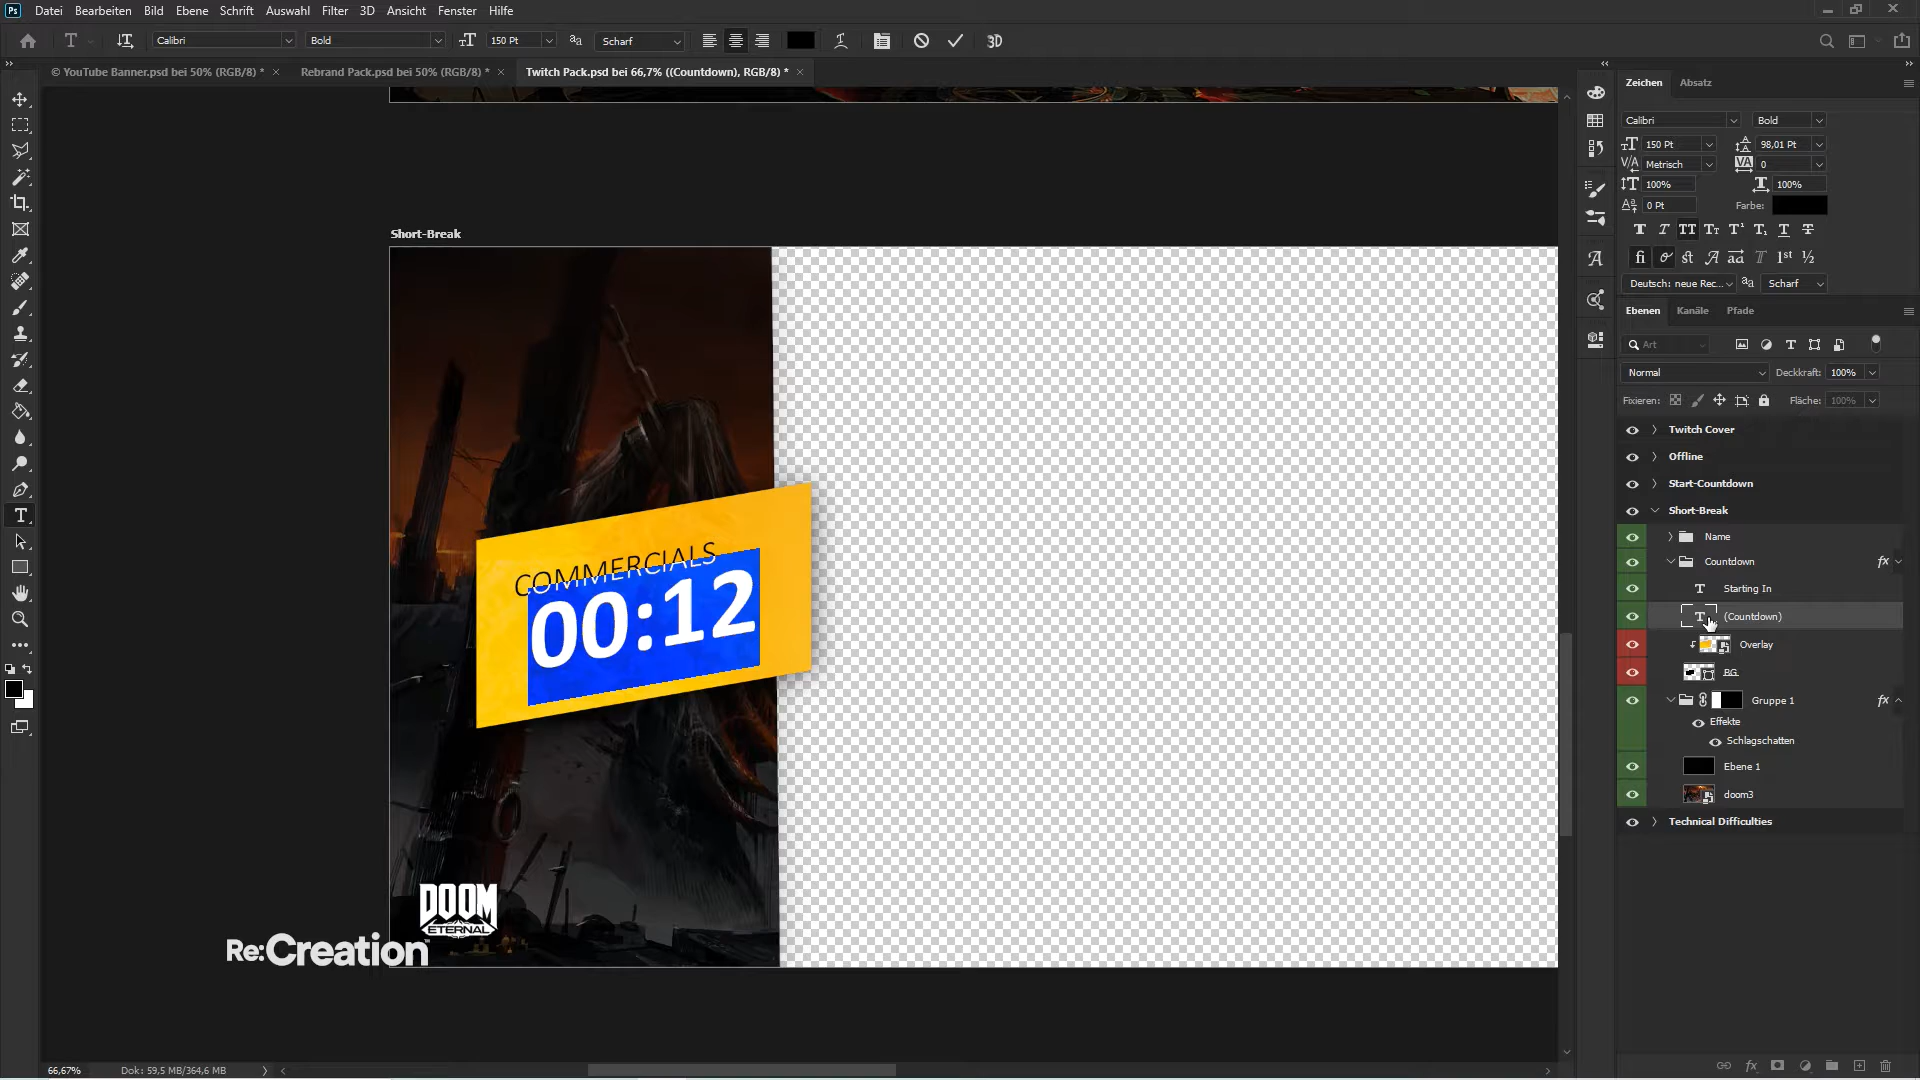 Ps Datei Bearbeiten Bild Ebene Schrift Auswahl Filter 3D Ansicht Fenster Hilfe
Calibri Bold 150 Pt Scharf 3D
© YouTube Banner.psd bei 50% (RGB/8) * Rebrand Pack.psd bei 50% (RGB/8) * Twitch Pack.psd bei 66,7% ((Countdown), RGB/8) *
Zeichen Absatz
Calibri Bold
150 Pt 98,01 Pt
Metrisch 0
100% 100%
0 Pt Farbe:
Deutsch: neue Rec... Scharf
Ebenen Kanäle Pfade
Art
Normal Deckkraft: 100%
Fixieren: Fläche: 100%
Twitch Cover
Offline
Start-Countdown
Short-Break
Name
Countdown fx
Starting In
(Countdown)
Overlay
BG
Gruppe 1 fx
Effekte
Schlagschatten
Ebene 1
doom3
Technical Difficulties
Short-Break
COMMERCIALS
00:12
DOOM
ETERNAL
Re:Creation
66,67% Dok: 59,5 MB/364,6 MB